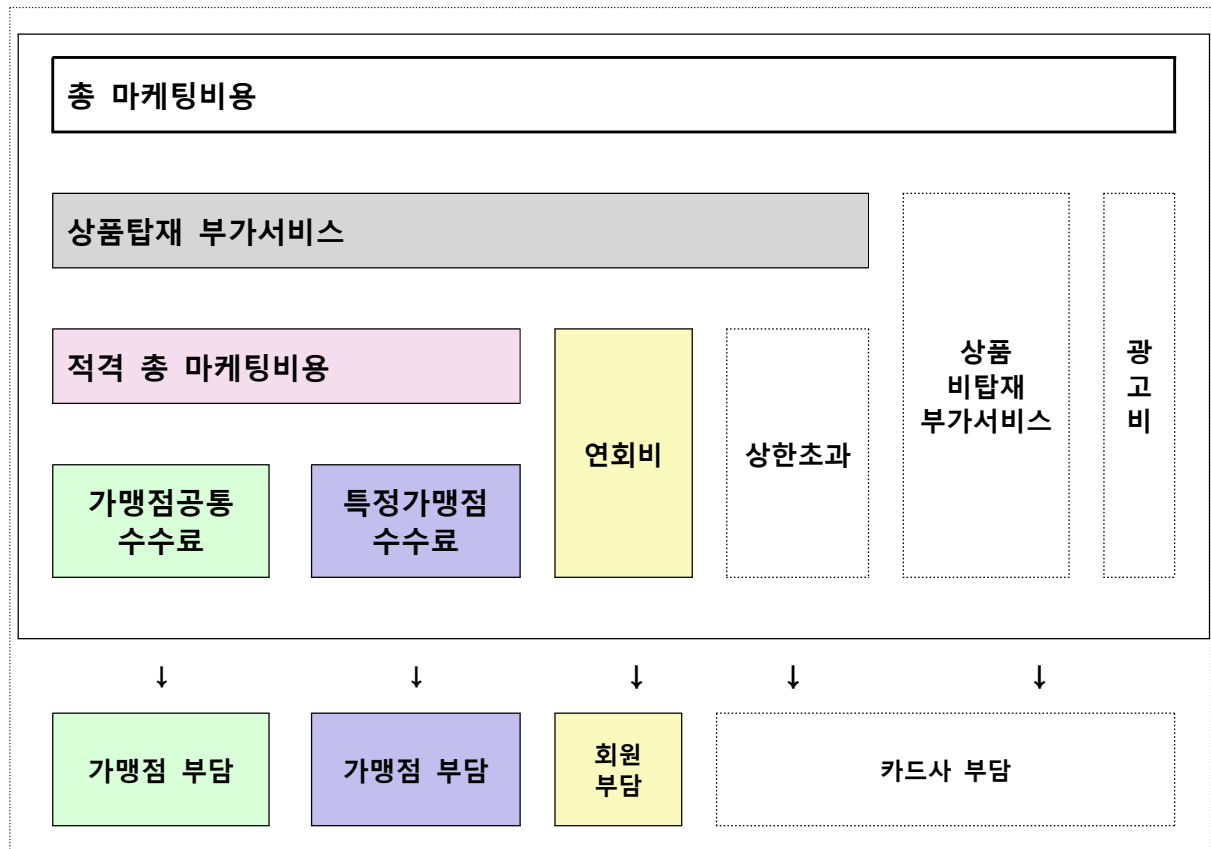 총 마케팅비용
상품탑재 부가서비스
적격 총 마케팅비용
가맹점공통
수수료
특정가맹점
수수료
연회비
상한초과
상품
비탑재
부가서비스
광
고
비
↓ ↓ ↓ ↓ ↓
가맹점 부담
가맹점 부담
회원
부담
카드사 부담